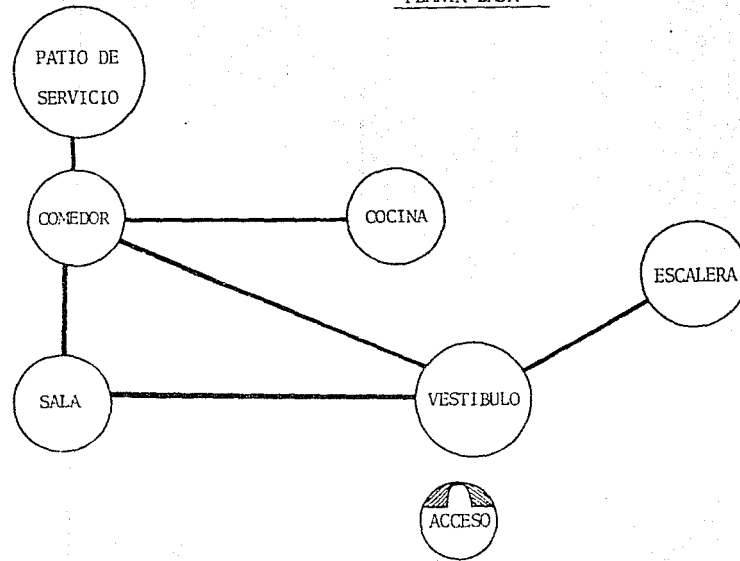 PATIO DE
SERVICIO
COMEDOR
COCINA
ESCALERA
SALA
VESTIBULO
ACCESO